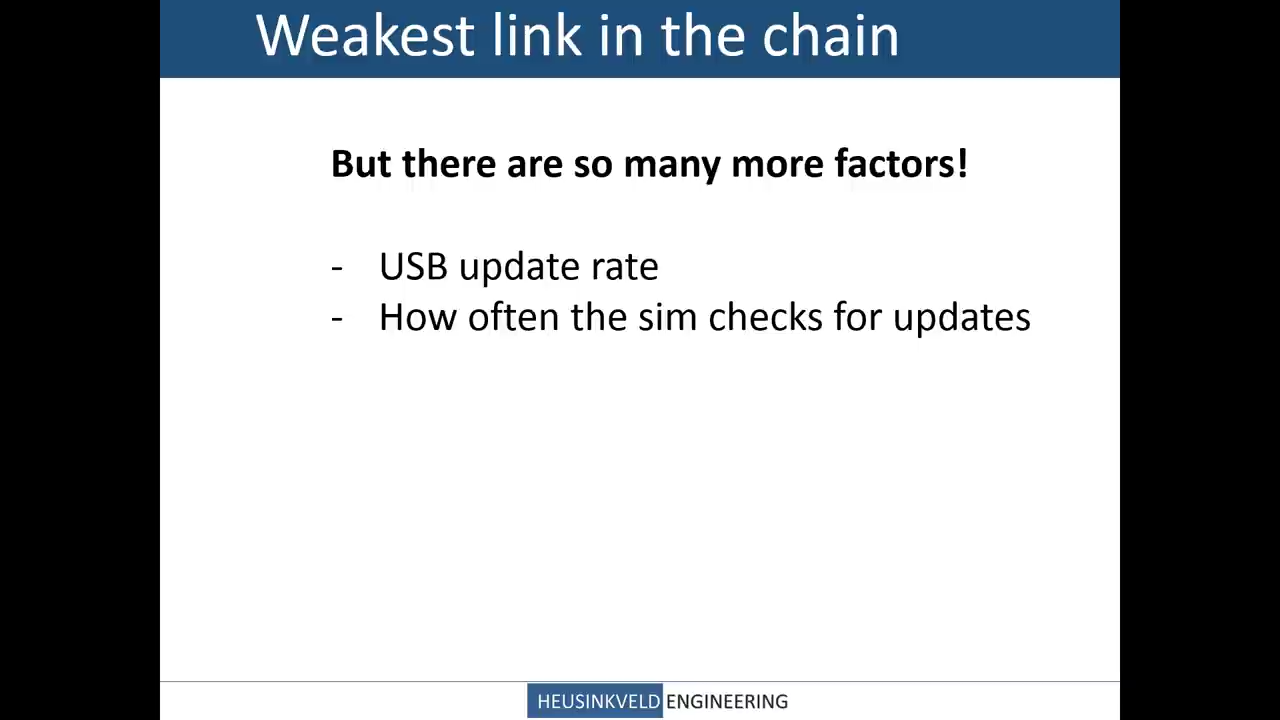 Weakest link in the chain
But there are so many more factors!
- USB update rate
- How often the sim checks for updates
HEUSINKVELD ENGINEERING